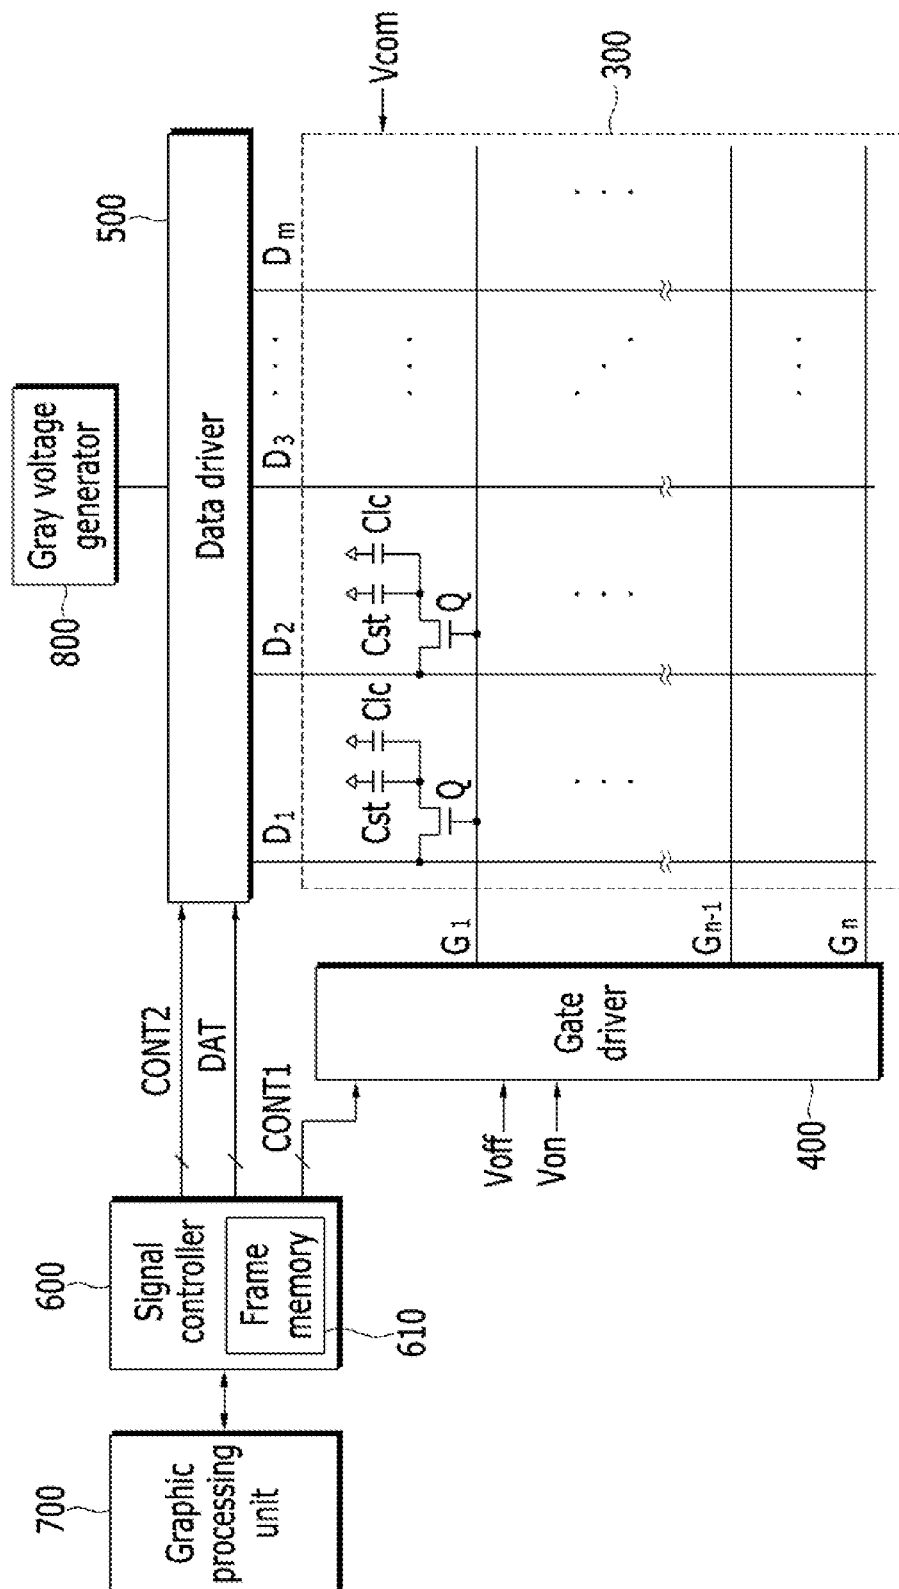 800
Gray voltage
generator
500
Data driver
700
Graphic
processing
unit
600
Signal
controller
Frame
memory
610
CONT2
DAT
CONT1
D1
D2
D3
Dm
Vcom
300
Cst
Clc
Q
Cst
Clc
Q
G1
Gn-1
Gn
Gate
driver
Voff
Von
400